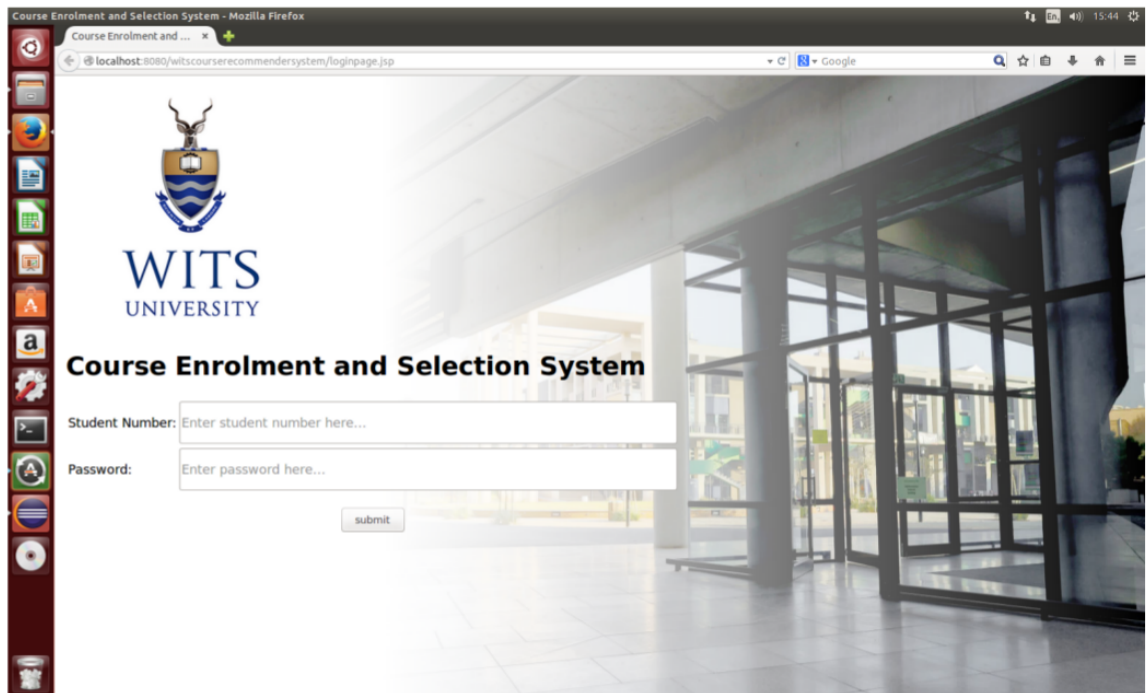 Course Enrolment and Selection System - Mozilla Firefox
En
15:44
Course Enrolment and ...
localhost:8080/witscourserecommendersystem/loginpage.jsp
Google
WITS
UNIVERSITY
Course Enrolment and Selection System
Student Number: Enter student number here...
Password: Enter password here...
submit